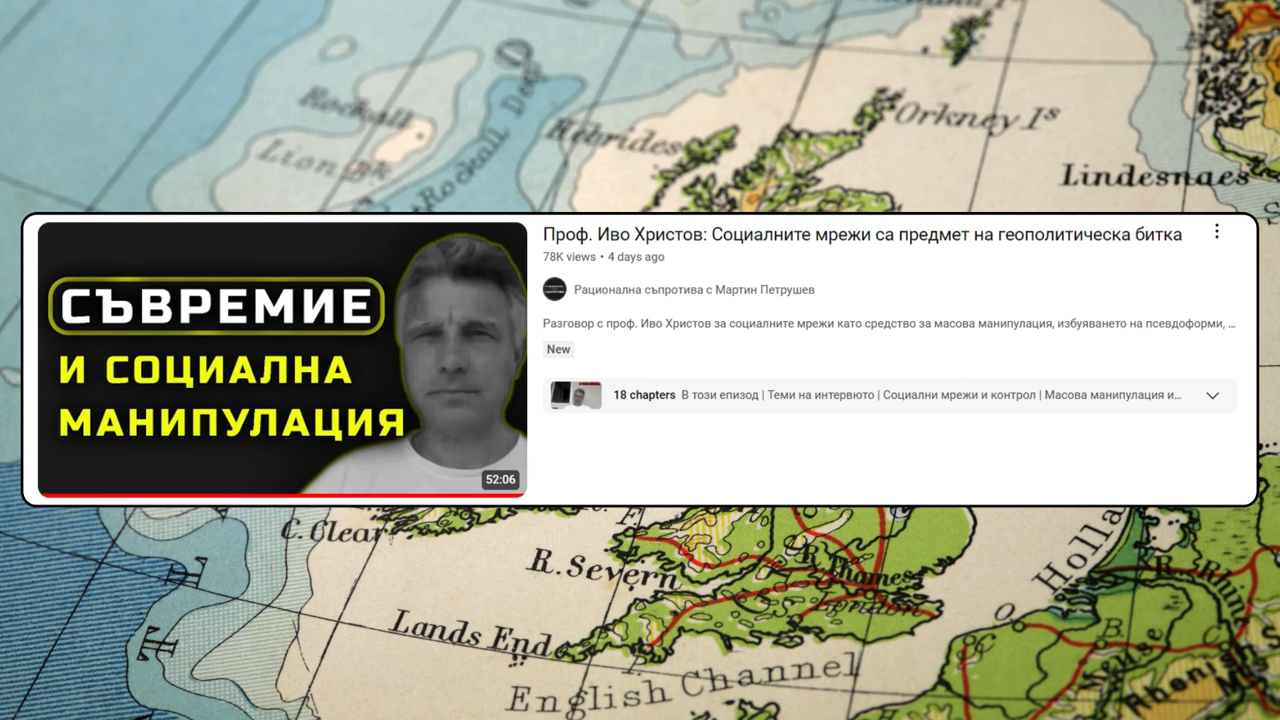 Rockall Deep
Rockall
Lion Bk
Hebrides
Orkney Is
Lindesnaes
СЪВРЕМИЕ
И СОЦИАЛНА
МАНИПУЛАЦИЯ
52:06
Проф. Иво Христов: Социалните мрежи са предмет на геополитическа битка
78K views • 4 days ago
Рационална съпротива с Мартин Петрушев
Разговор с проф. Иво Христов за социалните мрежи като средство за масова манипулация, избуяването на псевдоформи, ...
New
18 chapters В този епизод | Теми на интервюто | Социални мрежи и контрол | Масова манипулация и...
C. Clear
R. Severn
R. Thames
London
Holla
Lands End
English Channel